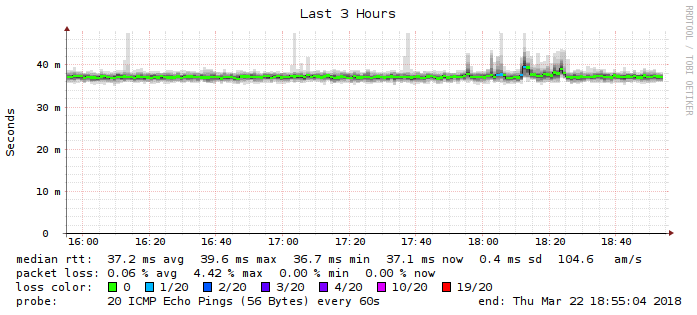 Last 3 Hours
RRDTOOL / TOBI OETIKER
Seconds
40 m
30 m
20 m
10 m
0
16:00 16:20 16:40 17:00 17:20 17:40 18:00 18:20 18:40
median rtt: 37.2 ms avg 39.6 ms max 36.7 ms min 37.1 ms now 0.4 ms sd 104.6 am/s
packet loss: 0.06 % avg 4.42 % max 0.00 % min 0.00 % now
loss color: 0 1/20 2/20 3/20 4/20 10/20 19/20
probe: 20 ICMP Echo Pings (56 Bytes) every 60s end: Thu Mar 22 18:55:04 2018